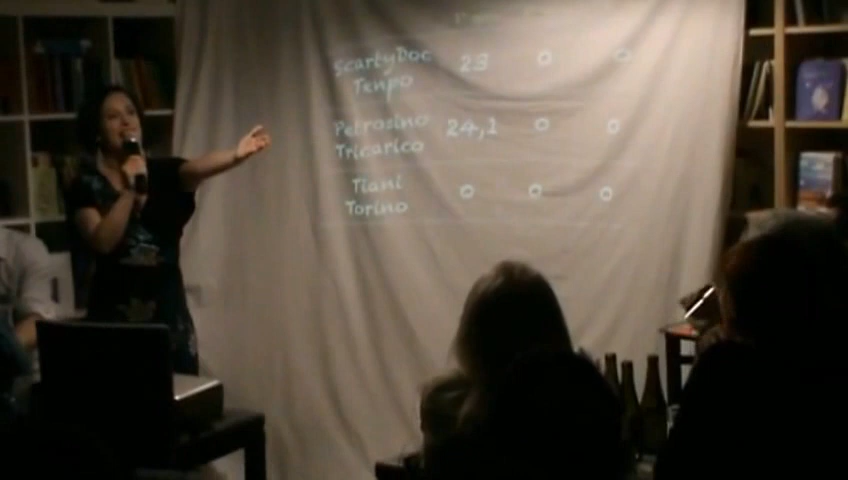 ScartyDoc 23 0 0
Tenpo
Petrosino 24,1 0 0
Tricarico
Tiani 0 0 0
Torino